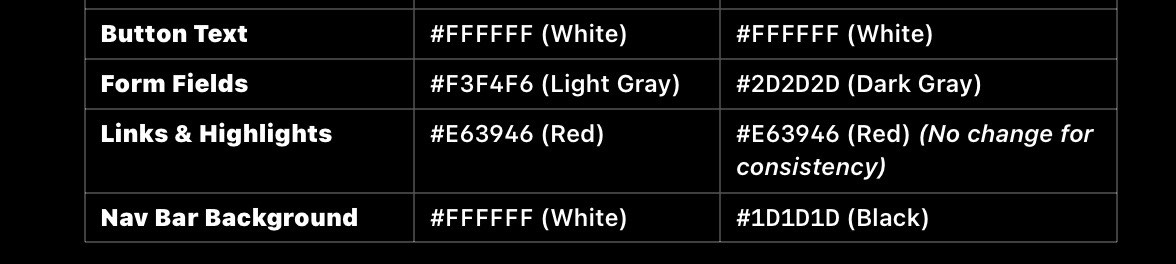 Button Text #FFFFFF (White) #FFFFFF (White)
Form Fields #F3F4F6 (Light Gray) #2D2D2D (Dark Gray)
Links & Highlights #E63946 (Red) #E63946 (Red) (No change for
consistency)
Nav Bar Background #FFFFFF (White) #1D1D1D (Black)